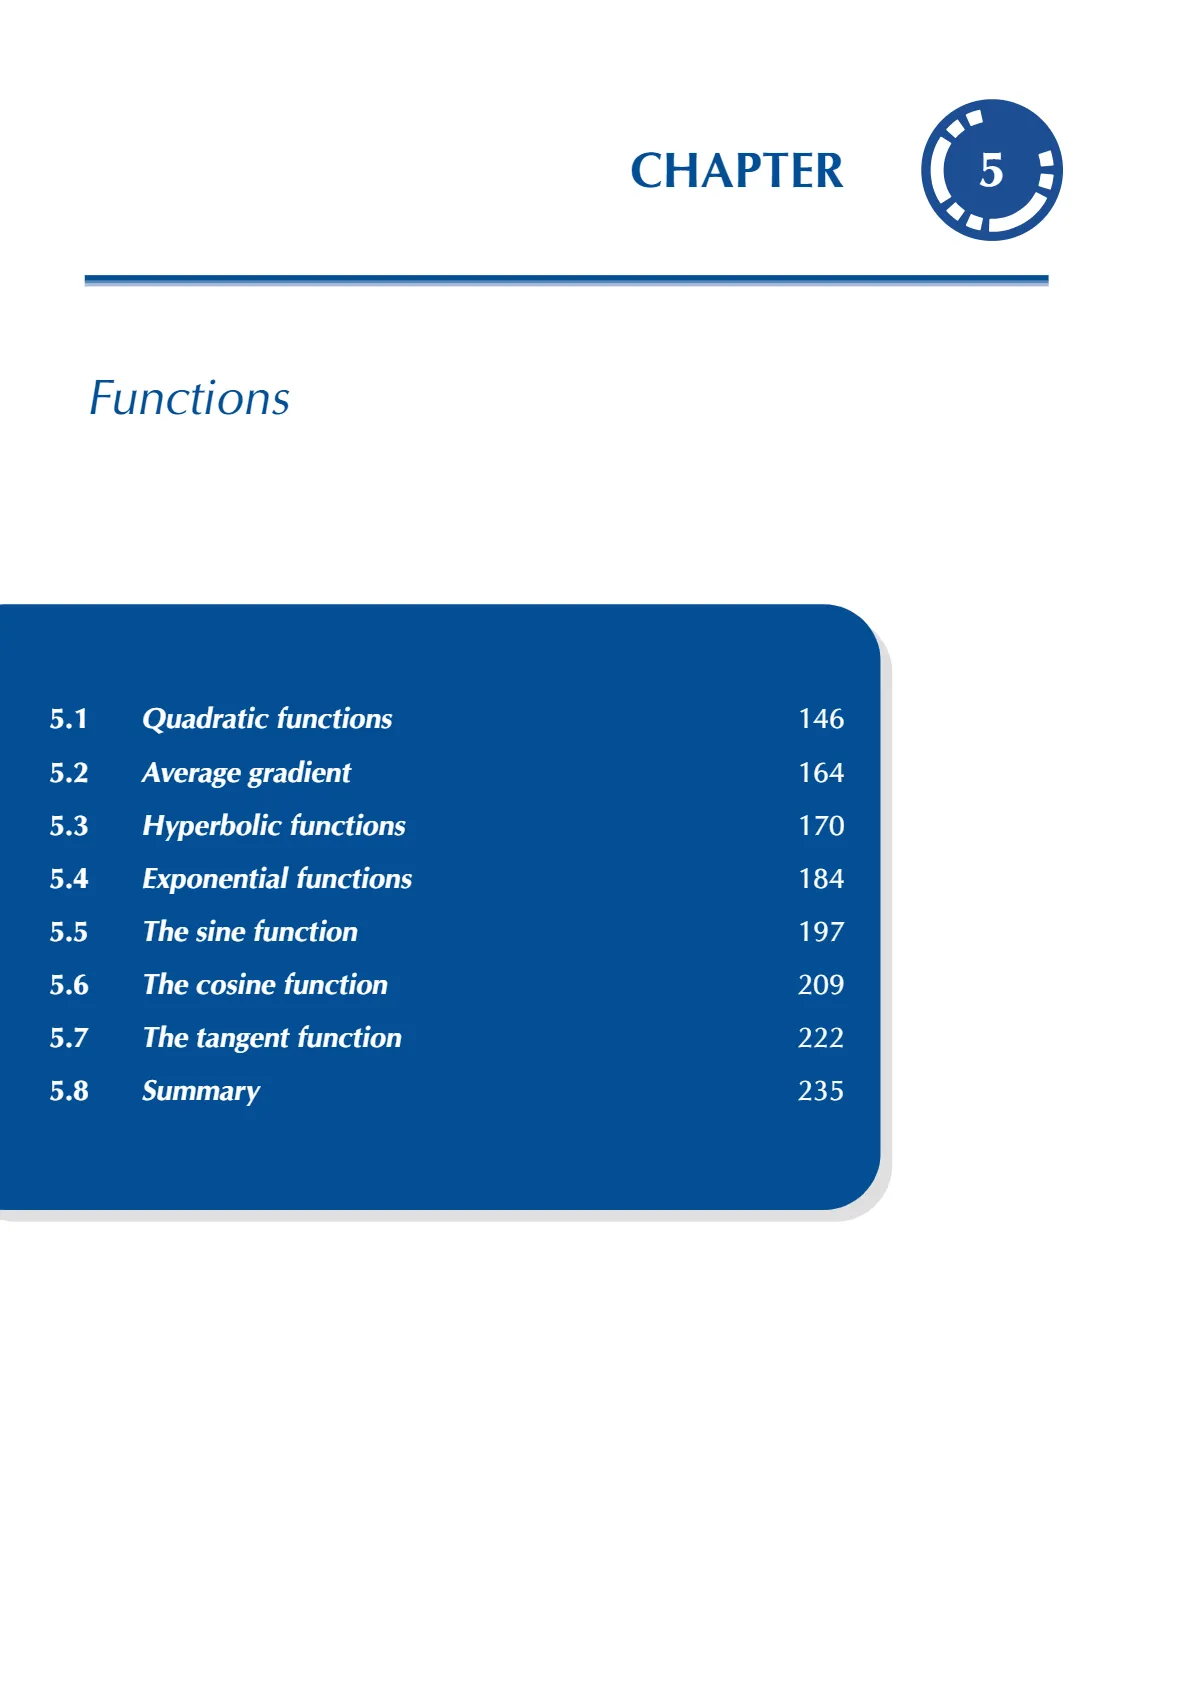 CHAPTER 5
Functions
5.1 Quadratic functions 146
5.2 Average gradient 164
5.3 Hyperbolic functions 170
5.4 Exponential functions 184
5.5 The sine function 197
5.6 The cosine function 209
5.7 The tangent function 222
5.8 Summary 235